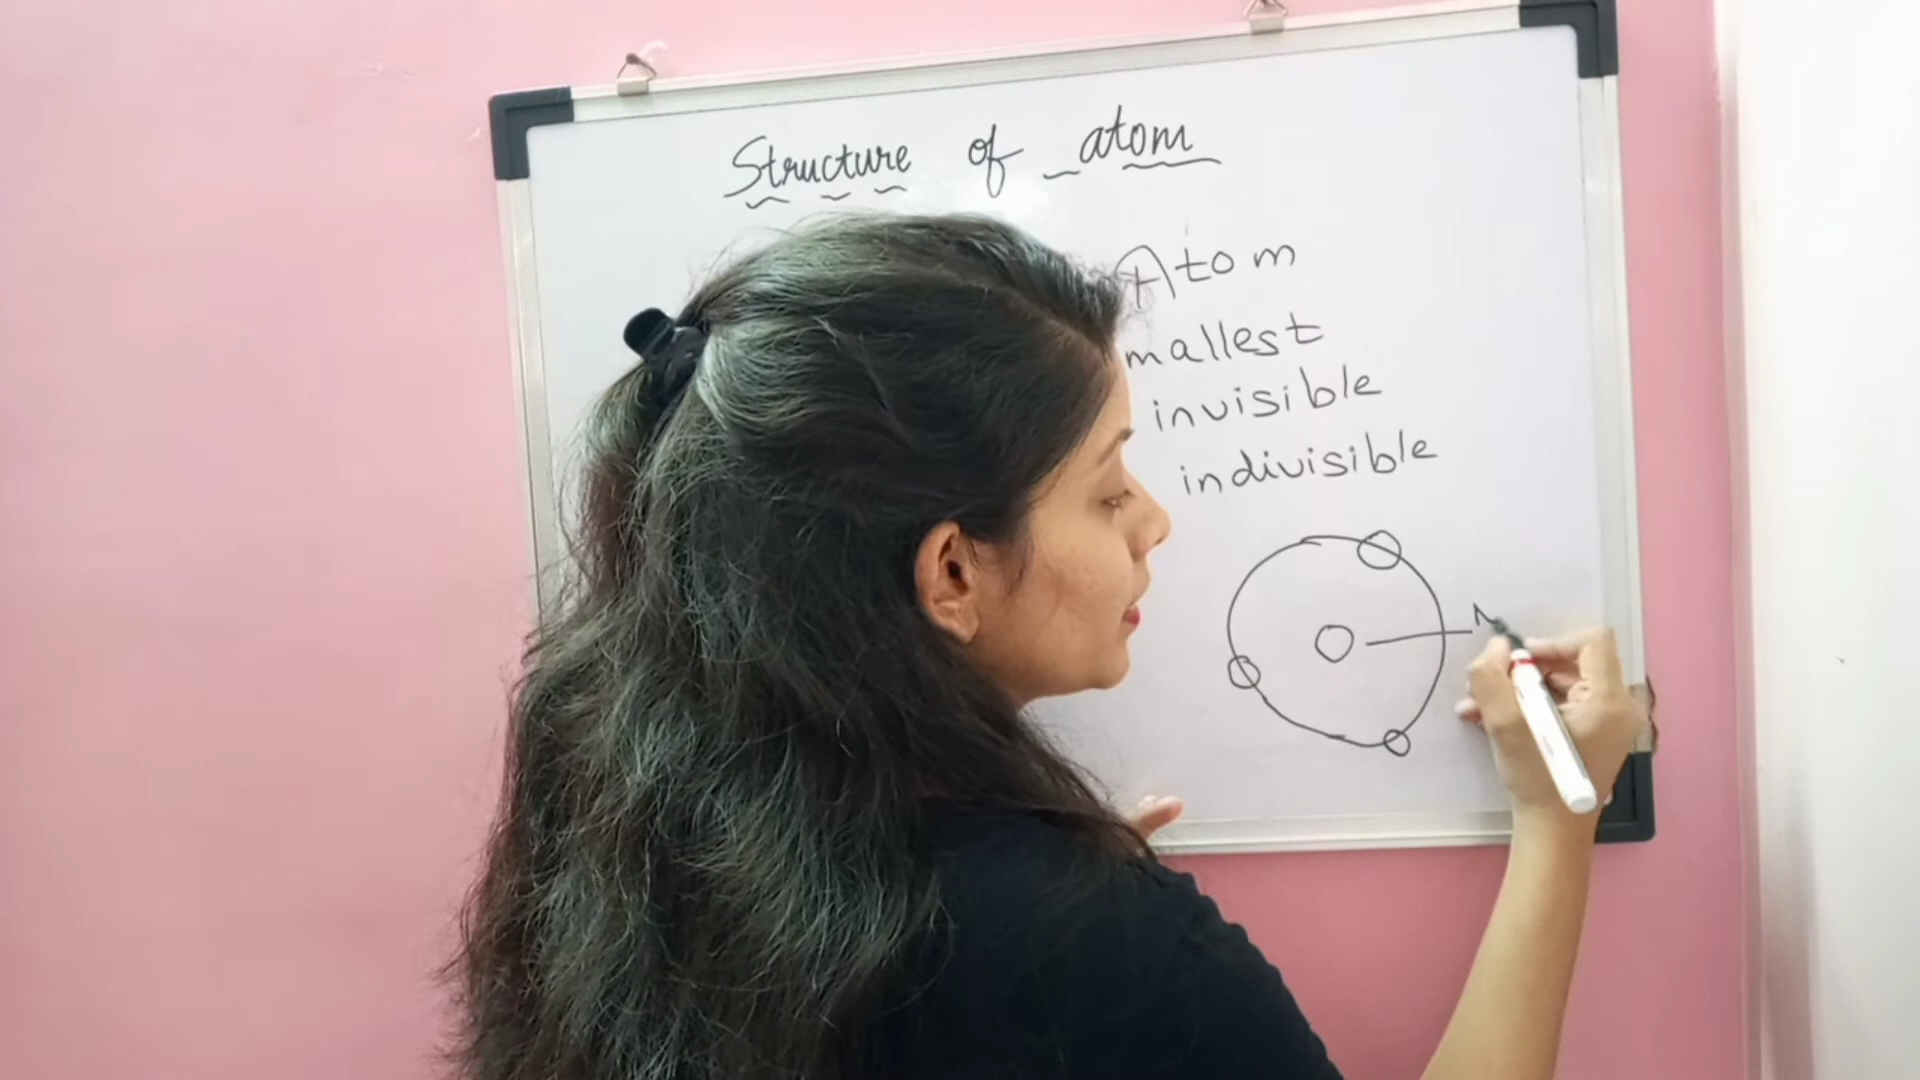 Structure of atom
Atom
mallest
invisible
indivisible
N